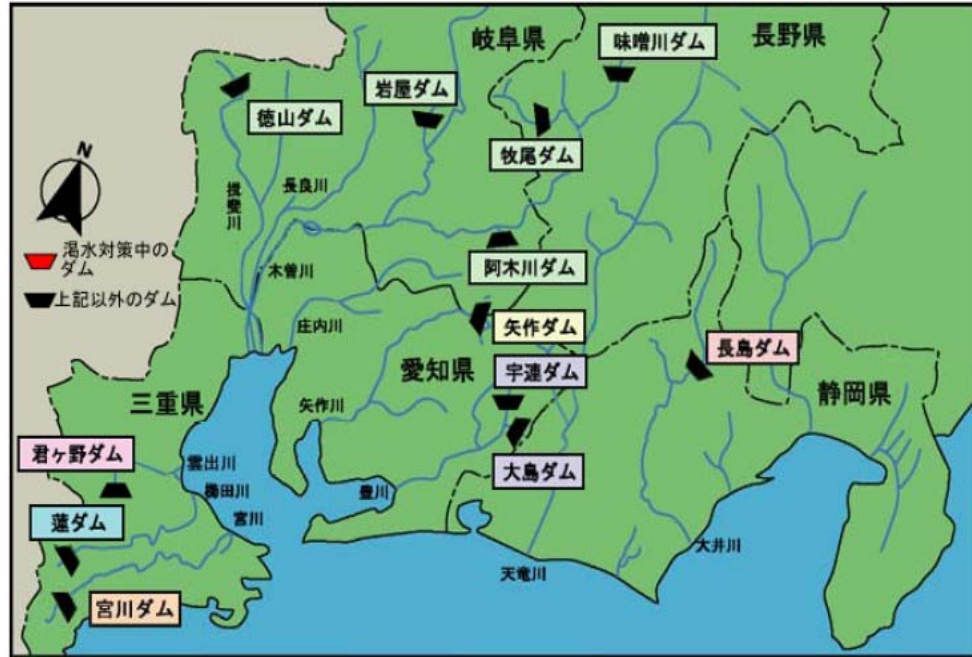 岐阜県
味噌川ダム
長野県
岩屋ダム
徳山ダム
牧尾ダム
N
揖斐川
長良川
渇水対策中の
ダム
上記以外のダム
木曽川
阿木川ダム
庄内川
矢作ダム
長島ダム
愛知県
宇連ダム
静岡県
三重県
矢作川
君ヶ野ダム
雲出川
大島ダム
櫛田川
豊川
宮川
蓮ダム
大井川
天竜川
宮川ダム